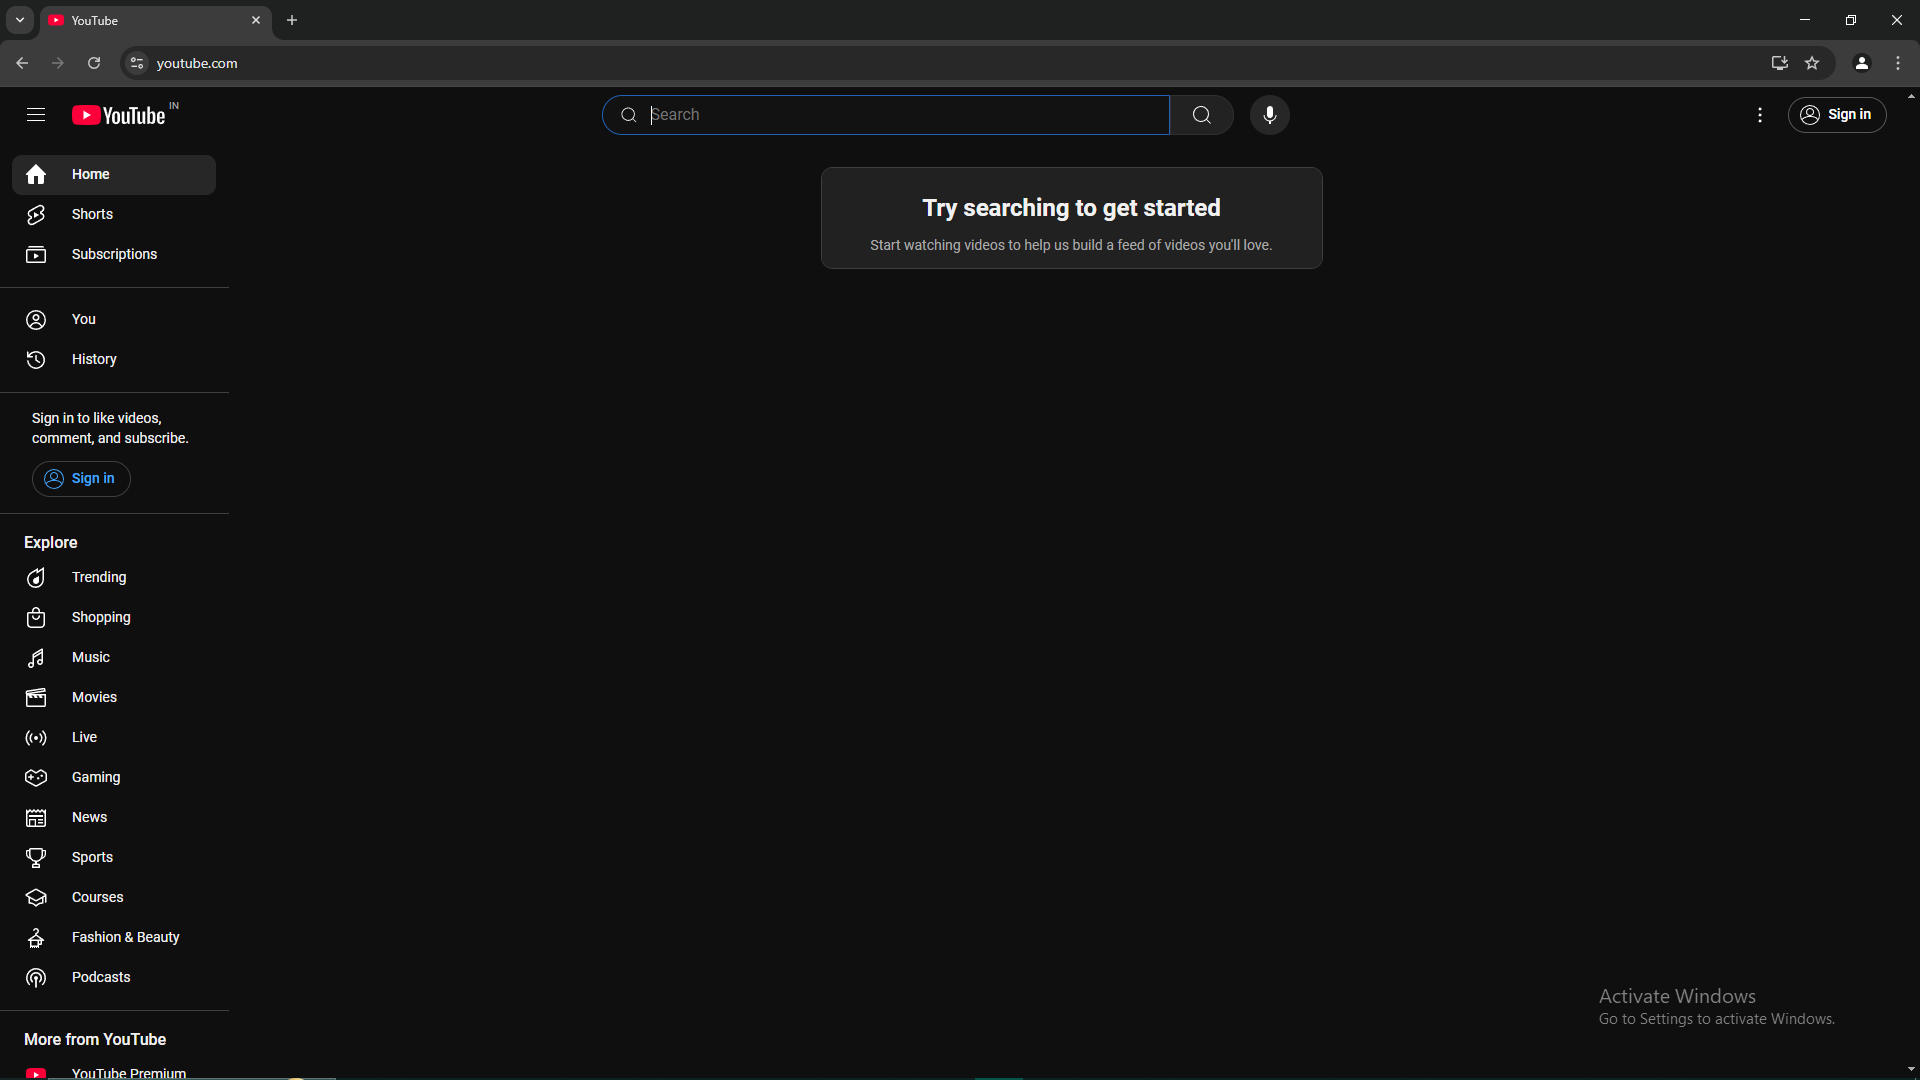 YouTube
youtube.com
YouTube IN
Search
Sign in
Home
Shorts
Subscriptions
You
History
Sign in to like videos,
comment, and subscribe.
Sign in
Explore
Trending
Shopping
Music
Movies
Live
Gaming
News
Sports
Courses
Fashion & Beauty
Podcasts
More from YouTube
YouTube Premium
Try searching to get started
Start watching videos to help us build a feed of videos you'll love.
Activate Windows
Go to Settings to activate Windows.